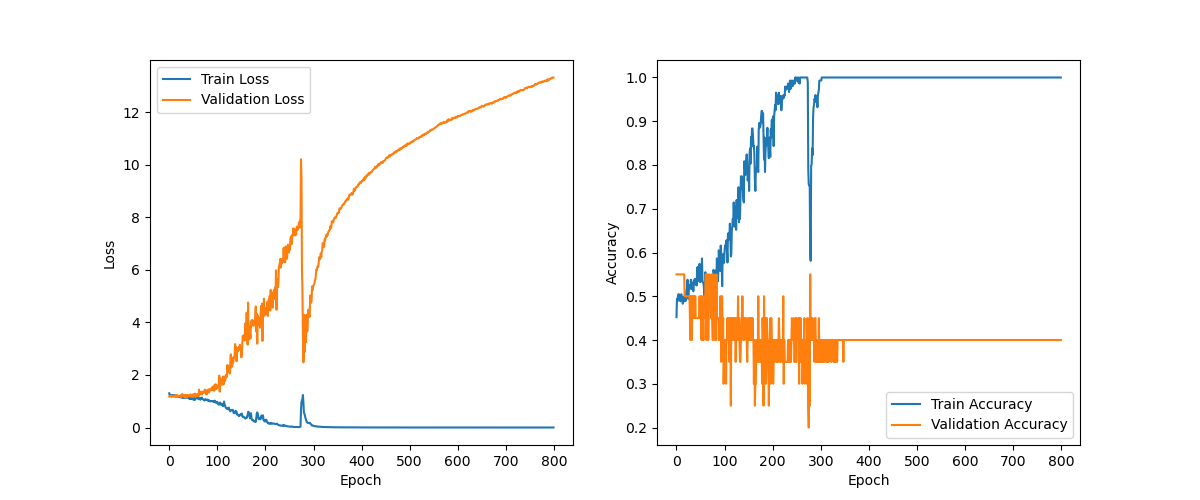 Train Loss
Validation Loss
12
10
8
6
4
2
0
Loss
0 100 200 300 400 500 600 700 800
Epoch
1.0
0.9
0.8
0.7
0.6
0.5
0.4
0.3
0.2
Accuracy
Train Accuracy
Validation Accuracy
0 100 200 300 400 500 600 700 800
Epoch